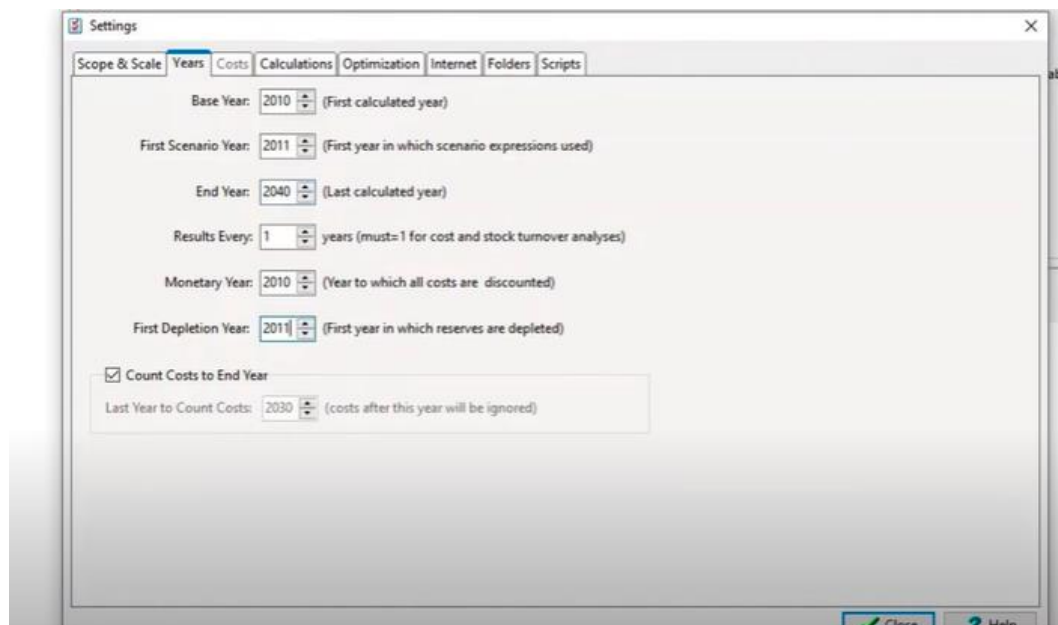 Settings
Scope & Scale Years Costs Calculations Optimization Internet Folders Scripts
Base Year: 2010 (First calculated year)
First Scenario Year: 2011 (First year in which scenario expressions used)
End Year: 2040 (Last calculated year)
Results Every: 1 years (must=1 for cost and stock turnover analyses)
Monetary Year: 2010 (Year to which all costs are discounted)
First Depletion Year: 2011 (First year in which reserves are depleted)
Count Costs to End Year
Last Year to Count Costs: 2030 (costs after this year will be ignored)
Close ? Help